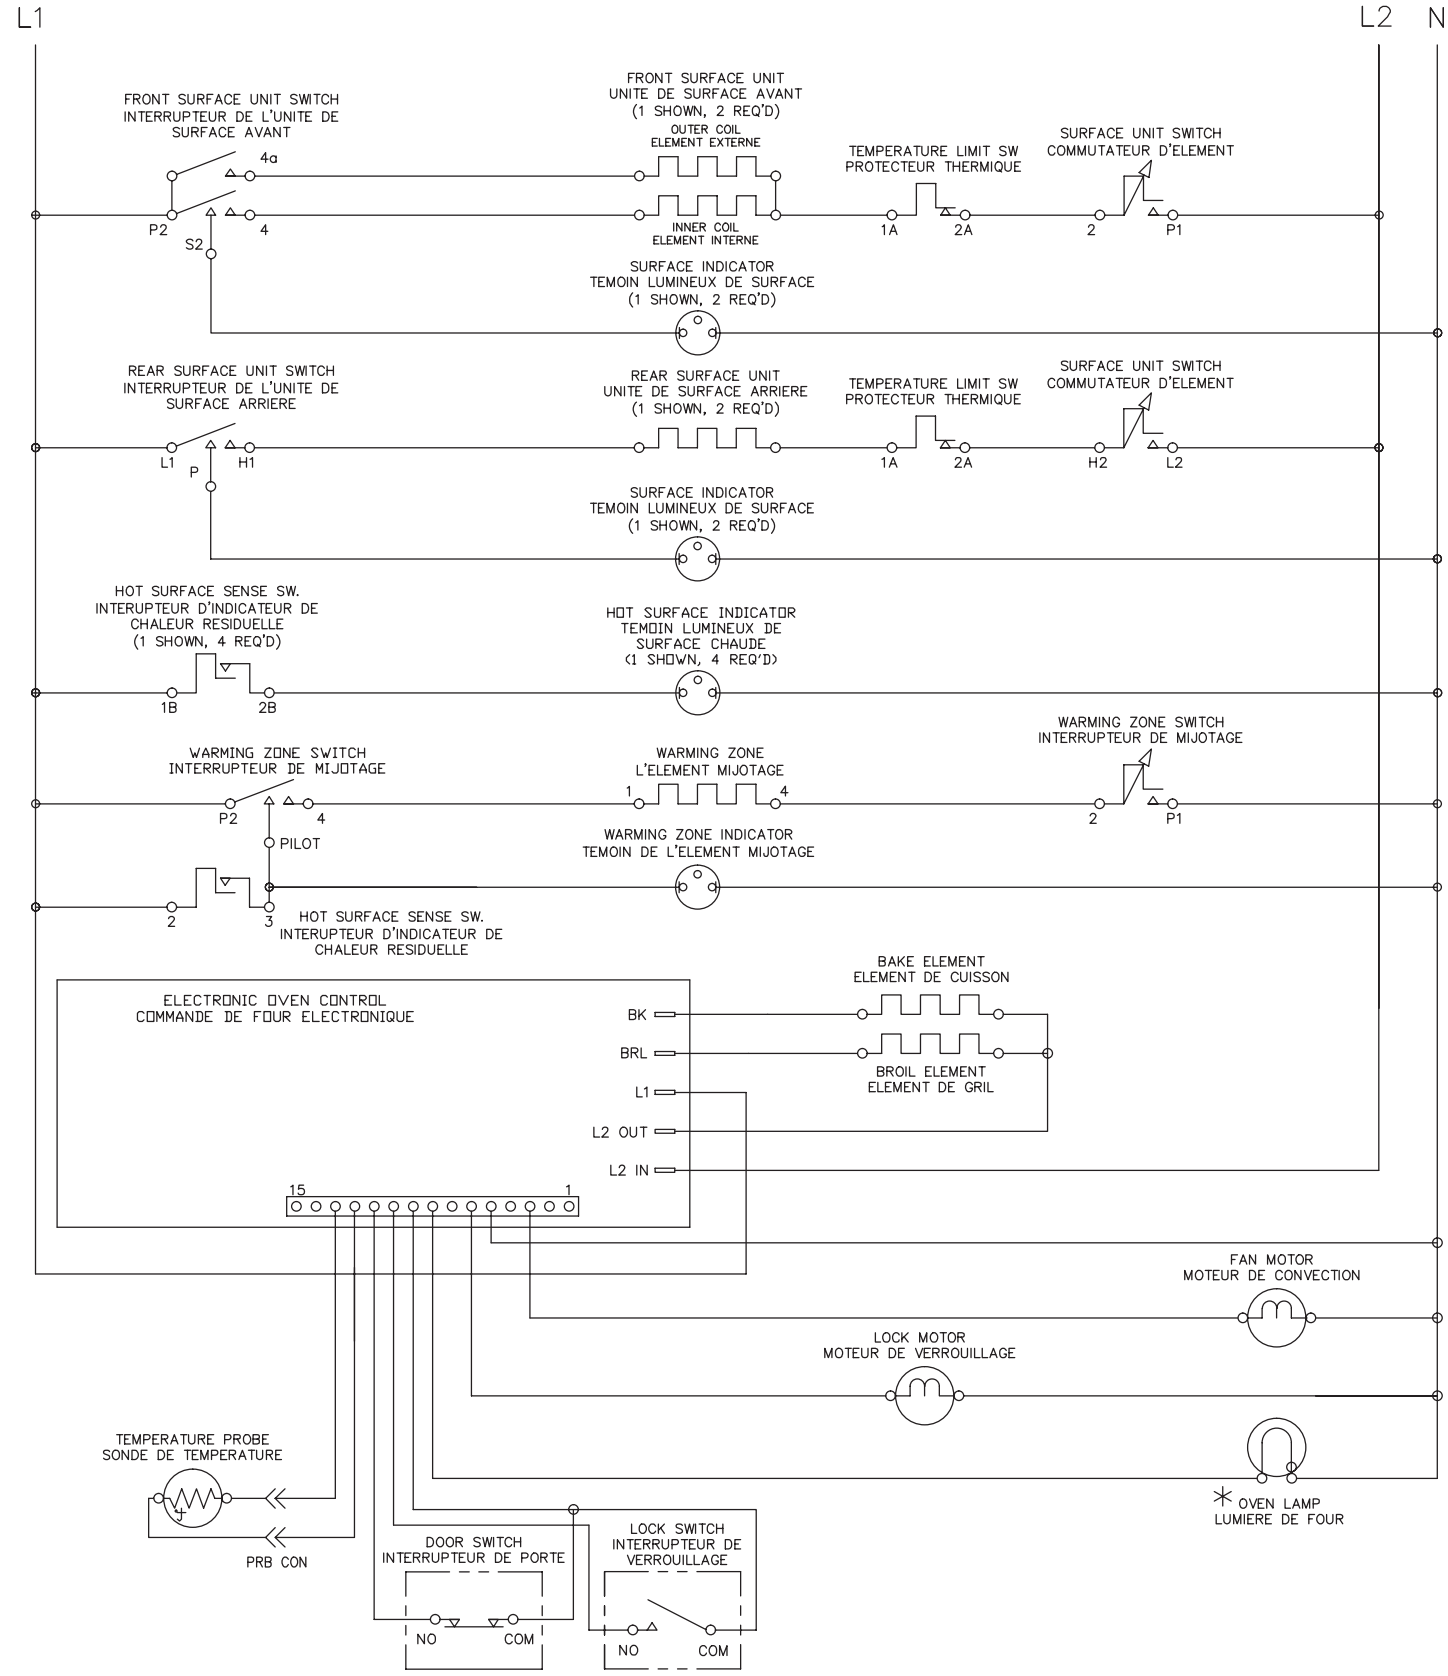 L1
L2 N
FRONT SURFACE UNIT SWITCH
INTERRUPTEUR DE L'UNITE DE
SURFACE AVANT
FRONT SURFACE UNIT
UNITE DE SURFACE AVANT
(1 SHOWN, 2 REQ'D)
OUTER COIL
ELEMENT EXTERNE
TEMPERATURE LIMIT SW
PROTECTEUR THERMIQUE
SURFACE UNIT SWITCH
COMMUTATEUR D'ELEMENT
4a
P2
4
S2
INNER COIL
ELEMENT INTERNE
1A
2A
2
P1
SURFACE INDICATOR
TEMOIN LUMINEUX DE SURFACE
(1 SHOWN, 2 REQ'D)
REAR SURFACE UNIT SWITCH
INTERRUPTEUR DE L'UNITE DE
SURFACE ARRIERE
REAR SURFACE UNIT
UNITE DE SURFACE ARRIERE
(1 SHOWN, 2 REQ'D)
TEMPERATURE LIMIT SW
PROTECTEUR THERMIQUE
SURFACE UNIT SWITCH
COMMUTATEUR D'ELEMENT
L1
P
H1
1A
2A
H2
L2
SURFACE INDICATOR
TEMOIN LUMINEUX DE SURFACE
(1 SHOWN, 2 REQ'D)
HOT SURFACE SENSE SW.
INTERUPTEUR D'INDICATEUR DE
CHALEUR RESIDUELLE
(1 SHOWN, 4 REQ'D)
HOT SURFACE INDICATOR
TEMOIN LUMINEUX DE
SURFACE CHAUDE
(1 SHOWN, 4 REQ'D)
1B
2B
WARMING ZONE SWITCH
INTERRUPTEUR DE MIJOTAGE
WARMING ZONE
L'ELEMENT MIJOTAGE
WARMING ZONE SWITCH
INTERRUPTEUR DE MIJOTAGE
1
4
P2
4
2
P1
PILOT
WARMING ZONE INDICATOR
TEMOIN DE L'ELEMENT MIJOTAGE
2
3
HOT SURFACE SENSE SW.
INTERUPTEUR D'INDICATEUR DE
CHALEUR RESIDUELLE
ELECTRONIC OVEN CONTROL
COMMANDE DE FOUR ELECTRONIQUE
BAKE ELEMENT
ELEMENT DE CUISSON
BK
BRL
BROIL ELEMENT
ELEMENT DE GRIL
L1
L2 OUT
L2 IN
15
1
FAN MOTOR
MOTEUR DE CONVECTION
LOCK MOTOR
MOTEUR DE VERROUILLAGE
TEMPERATURE PROBE
SONDE DE TEMPERATURE
PRB CON
* OVEN LAMP
LUMIERE DE FOUR
DOOR SWITCH
INTERRUPTEUR DE PORTE
LOCK SWITCH
INTERRUPTEUR DE
VERROUILLAGE
NO
COM
NO
COM